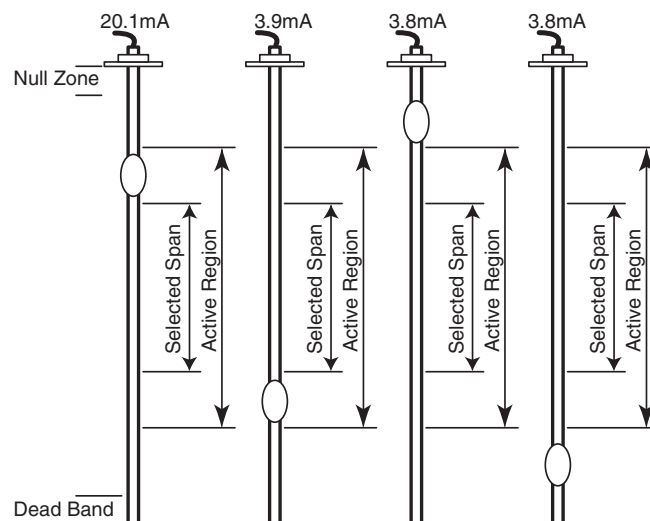 20.1mA 3.9mA 3.8mA 3.8mA
Null Zone
Selected Span
Active Region
Selected Span
Active Region
Selected Span
Active Region
Selected Span
Active Region
Dead Band